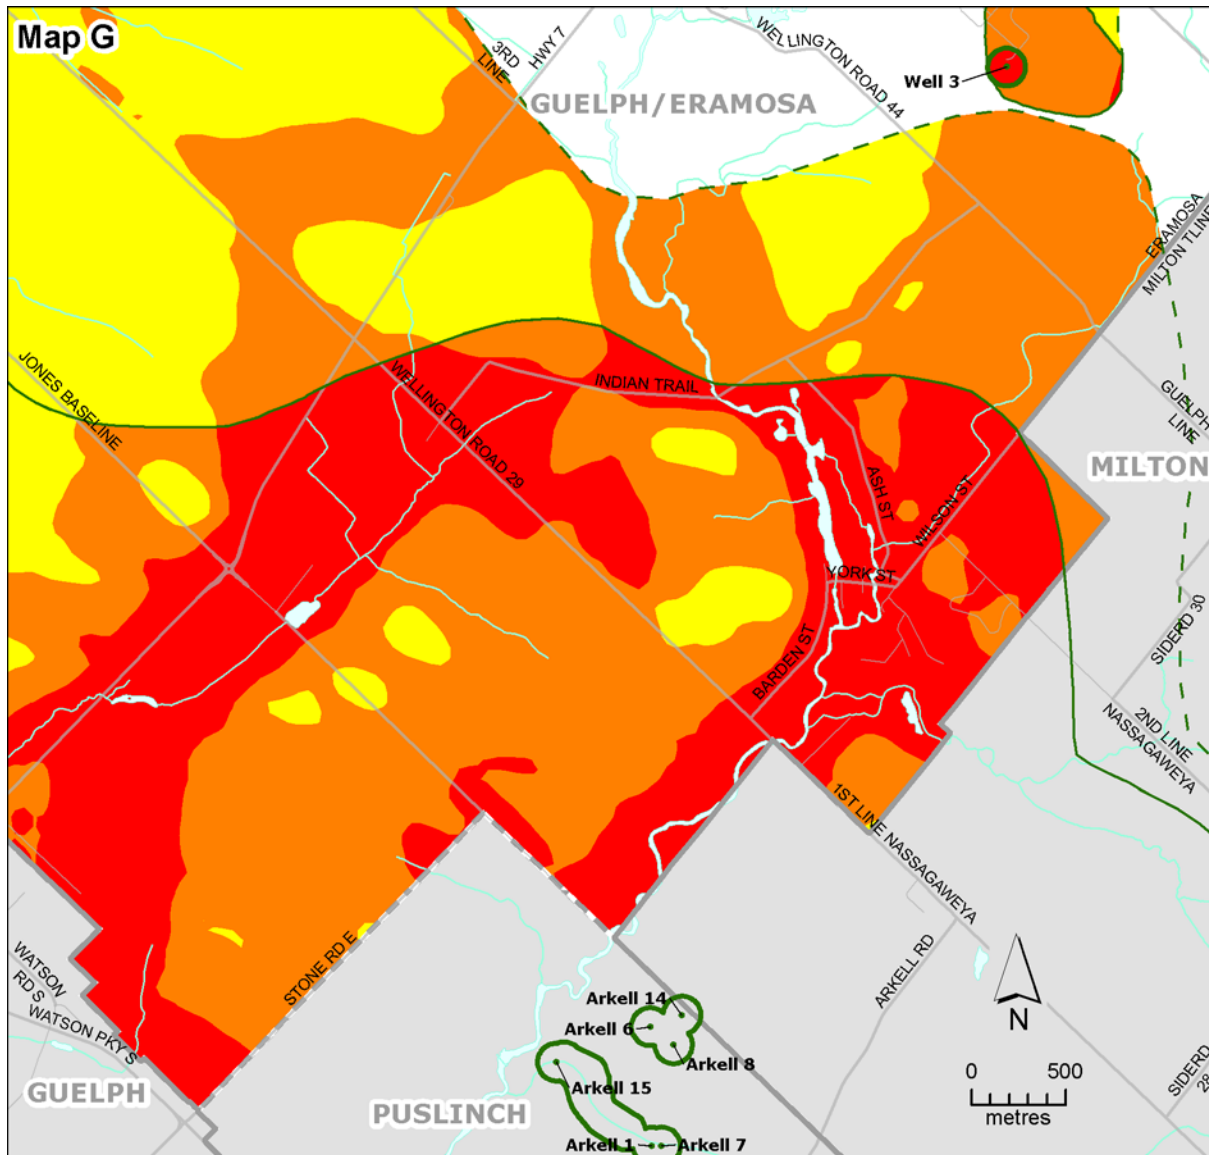 Map G
3RD
LINE
HWY 7
WELLINGTON ROAD 44
Well 3
GUELPH/ERAMOSA
ERAMOSA
MILTON TLINE
JONES BASELINE
WELLINGTON ROAD 29
INDIAN TRAIL
GUELPH
LINE
MILTON
ASH ST
WILSON ST
YORK ST
BARDEN ST
SIDERD 30
2ND LINE
NASSAGAWEYA
1ST LINE NASSAGAWEYA
STONE RD E
WATSON
RD S
WATSON PKY S
ARKELL RD
Arkell 14
Arkell 6
Arkell 8
Arkell 15
Arkell 1
Arkell 7
GUELPH
PUSLINCH
N
0 500
metres
SIDERD
28